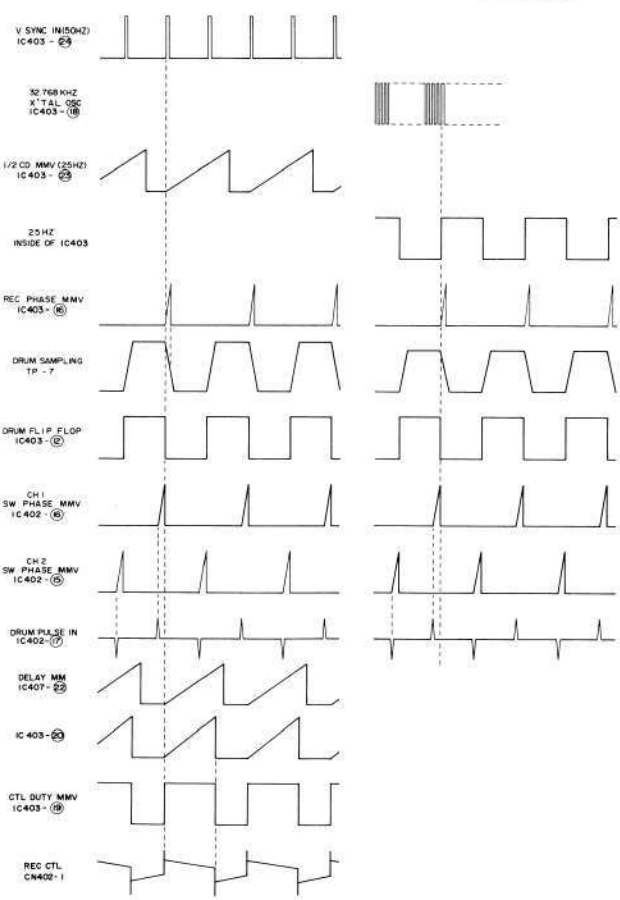 V SYNC IN(50HZ)
IC403 - 24
32.768 KHZ
X'TAL OSC
IC403 - 18
1/2 CD MMV (25HZ)
IC403 - 23
25HZ
INSIDE OF IC403
REC PHASE MMV
IC403 - 16
DRUM SAMPLING
TP - 7
DRUM FLIP FLOP
IC403 - 12
CH 1
SW PHASE MMV
IC402 - 16
CH 2
SW PHASE MMV
IC402 - 15
DRUM PULSE IN
IC402 - 17
DELAY MM
IC407 - 22
IC 403 - 20
CTL DUTY MMV
IC403 - 19
REC CTL
CN402 - 1